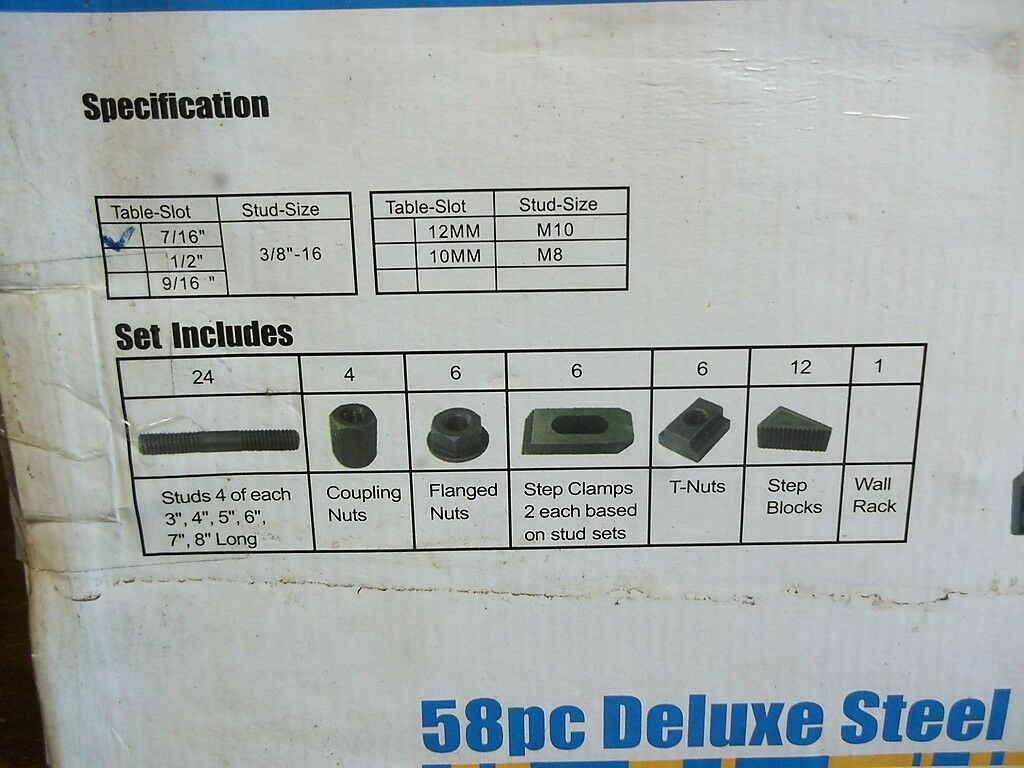 Specification
Table-Slot Stud-Size
7/16"
1/2"
9/16 "
3/8"-16
Table-Slot Stud-Size
12MM M10
10MM M8
Set Includes
24 4 6 6 6 12 1
Studs 4 of each
3", 4", 5", 6",
7", 8" Long
Coupling
Nuts
Flanged
Nuts
Step Clamps
2 each based
on stud sets
T-Nuts
Step
Blocks
Wall
Rack
58pc Deluxe Steel